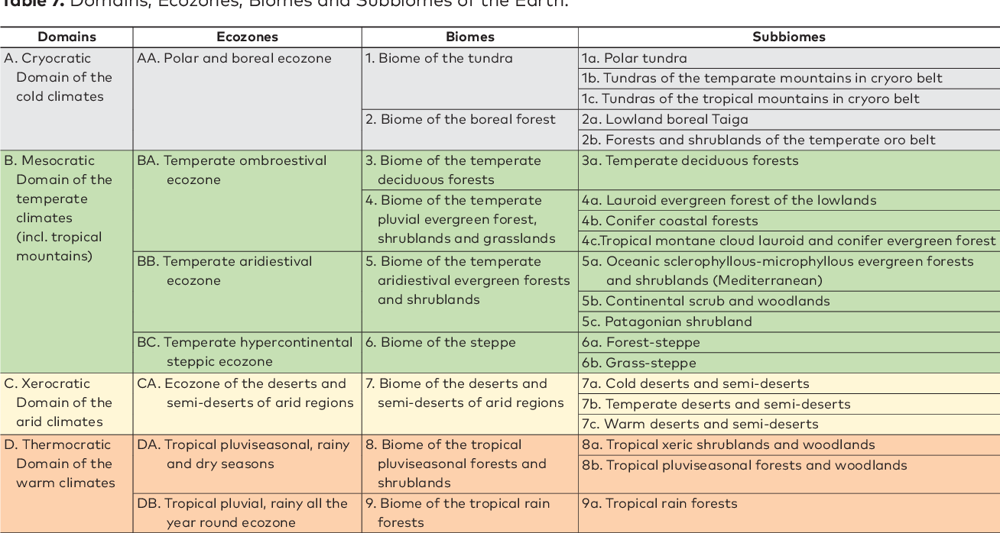 Table 7. Domains, Ecozones, Biomes and Subbiomes of the Earth.
Domains Ecozones Biomes Subbiomes
A. Cryocratic
Domain of the
cold climates
AA. Polar and boreal ecozone
1. Biome of the tundra
1a. Polar tundra
1b. Tundras of the temparate mountains in cryoro belt
1c. Tundras of the tropical mountains in cryoro belt
2. Biome of the boreal forest
2a. Lowland boreal Taiga
2b. Forests and shrublands of the temperate oro belt
B. Mesocratic
Domain of the
temperate
climates
(incl. tropical
mountains)
BA. Temperate ombroestival
ecozone
3. Biome of the temperate
deciduous forests
3a. Temperate deciduous forests
4. Biome of the temperate
pluvial evergreen forest,
shrublands and grasslands
4a. Lauroid evergreen forest of the lowlands
4b. Conifer coastal forests
4c.Tropical montane cloud lauroid and conifer evergreen forest
BB. Temperate aridiestival
ecozone
5. Biome of the temperate
aridiestival evergreen forests
and shrublands
5a. Oceanic sclerophyllous-microphyllous evergreen forests
and shrublands (Mediterranean)
5b. Continental scrub and woodlands
5c. Patagonian shrubland
BC. Temperate hypercontinental
steppic ecozone
6. Biome of the steppe
6a. Forest-steppe
6b. Grass-steppe
C. Xerocratic
Domain of the
arid climates
CA. Ecozone of the deserts and
semi-deserts of arid regions
7. Biome of the deserts and
semi-deserts of arid regions
7a. Cold deserts and semi-deserts
7b. Temperate deserts and semi-deserts
7c. Warm deserts and semi-deserts
D. Thermocratic
Domain of the
warm climates
DA. Tropical pluviseasonal, rainy
and dry seasons
8. Biome of the tropical
pluviseasonal forests and
shrublands
8a. Tropical xeric shrublands and woodlands
8b. Tropical pluviseasonal forests and woodlands
DB. Tropical pluvial, rainy all the
year round ecozone
9. Biome of the tropical rain
forests
9a. Tropical rain forests